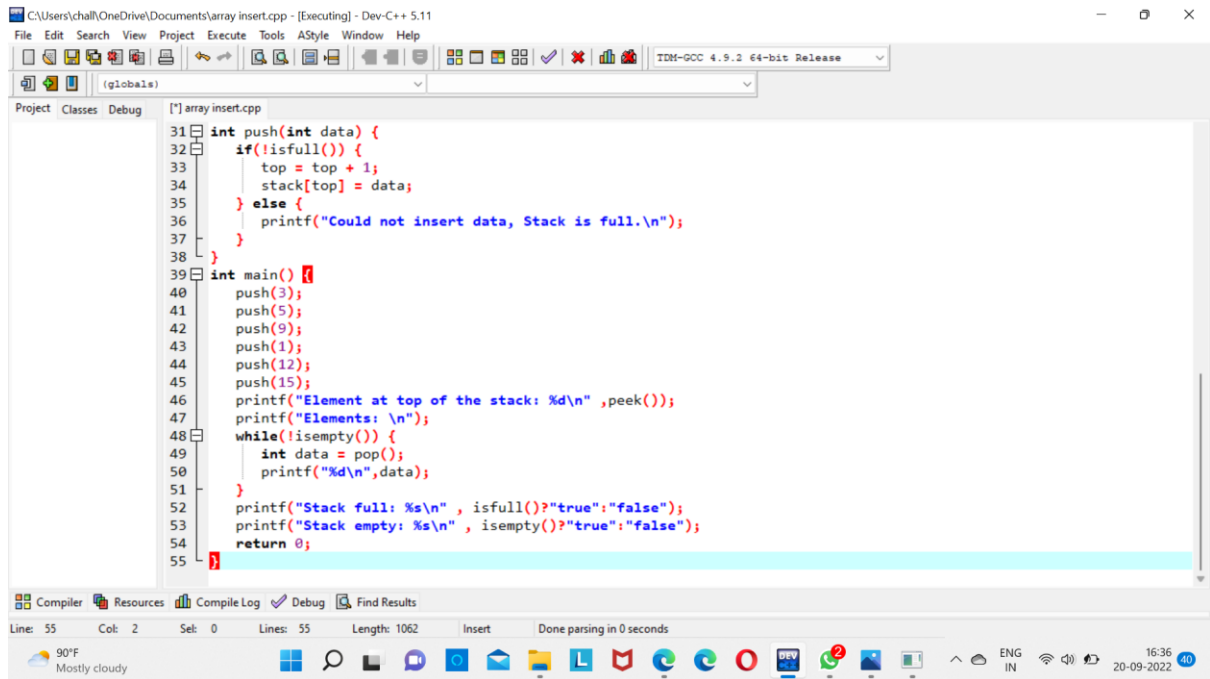 C:\Users\chall\OneDrive\Documents\array insert.cpp - [Executing] - Dev-C++ 5.11
File Edit Search View Project Execute Tools AStyle Window Help
TDM-GCC 4.9.2 64-bit Release
(globals)
Project Classes Debug [*] array insert.cpp
31 int push(int data) {
32    if(!isfull()) {
33       top = top + 1;
34       stack[top] = data;
35    } else {
36       printf("Could not insert data, Stack is full.\n");
37    }
38 }
39 int main() {
40    push(3);
41    push(5);
42    push(9);
43    push(1);
44    push(12);
45    push(15);
46    printf("Element at top of the stack: %d\n" ,peek());
47    printf("Elements: \n");
48    while(!isempty()) {
49       int data = pop();
50       printf("%d\n",data);
51    }
52    printf("Stack full: %s\n" , isfull()?"true":"false");
53    printf("Stack empty: %s\n" , isempty()?"true":"false");
54    return 0;
55 }
Compiler Resources Compile Log Debug Find Results
Line: 55 Col: 2 Sel: 0 Lines: 55 Length: 1062 Insert Done parsing in 0 seconds
90°F
Mostly cloudy
L
DEV
2
ENG
IN
16:36
20-09-2022
40